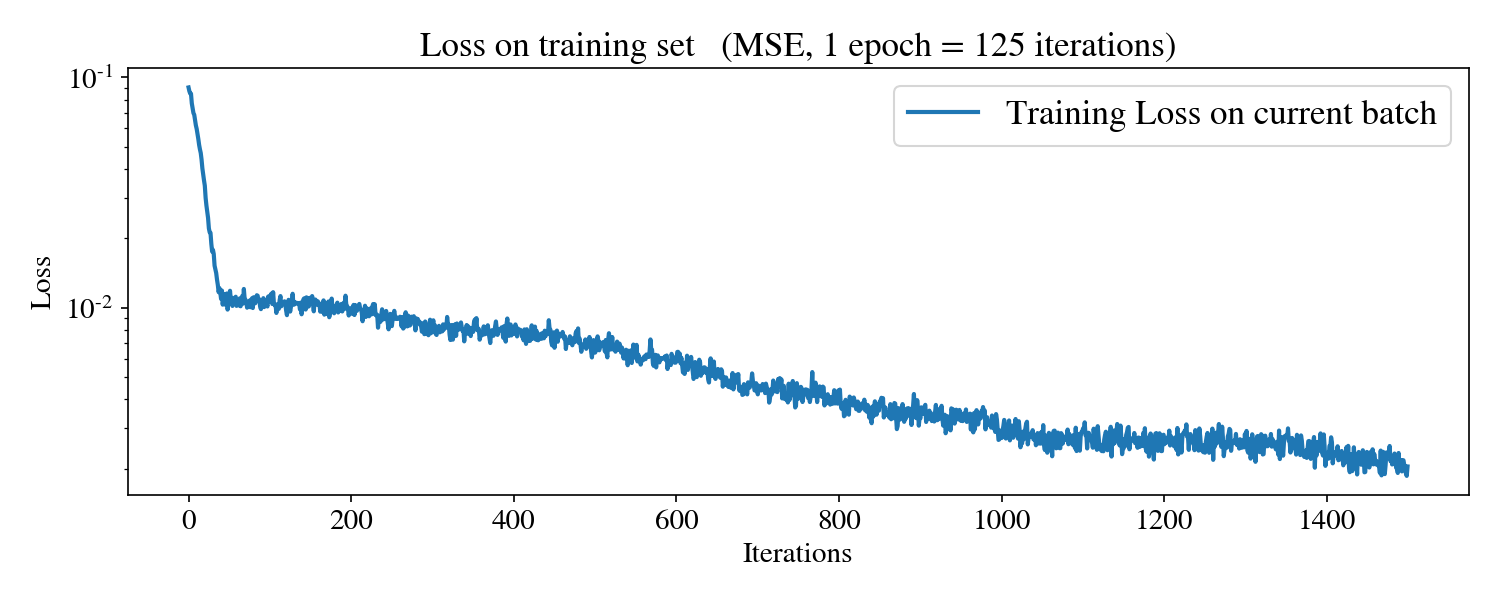 Loss on training set (MSE, 1 epoch = 125 iterations)
10⁻¹
Training Loss on current batch
Loss
10⁻²
0 200 400 600 800 1000 1200 1400
Iterations